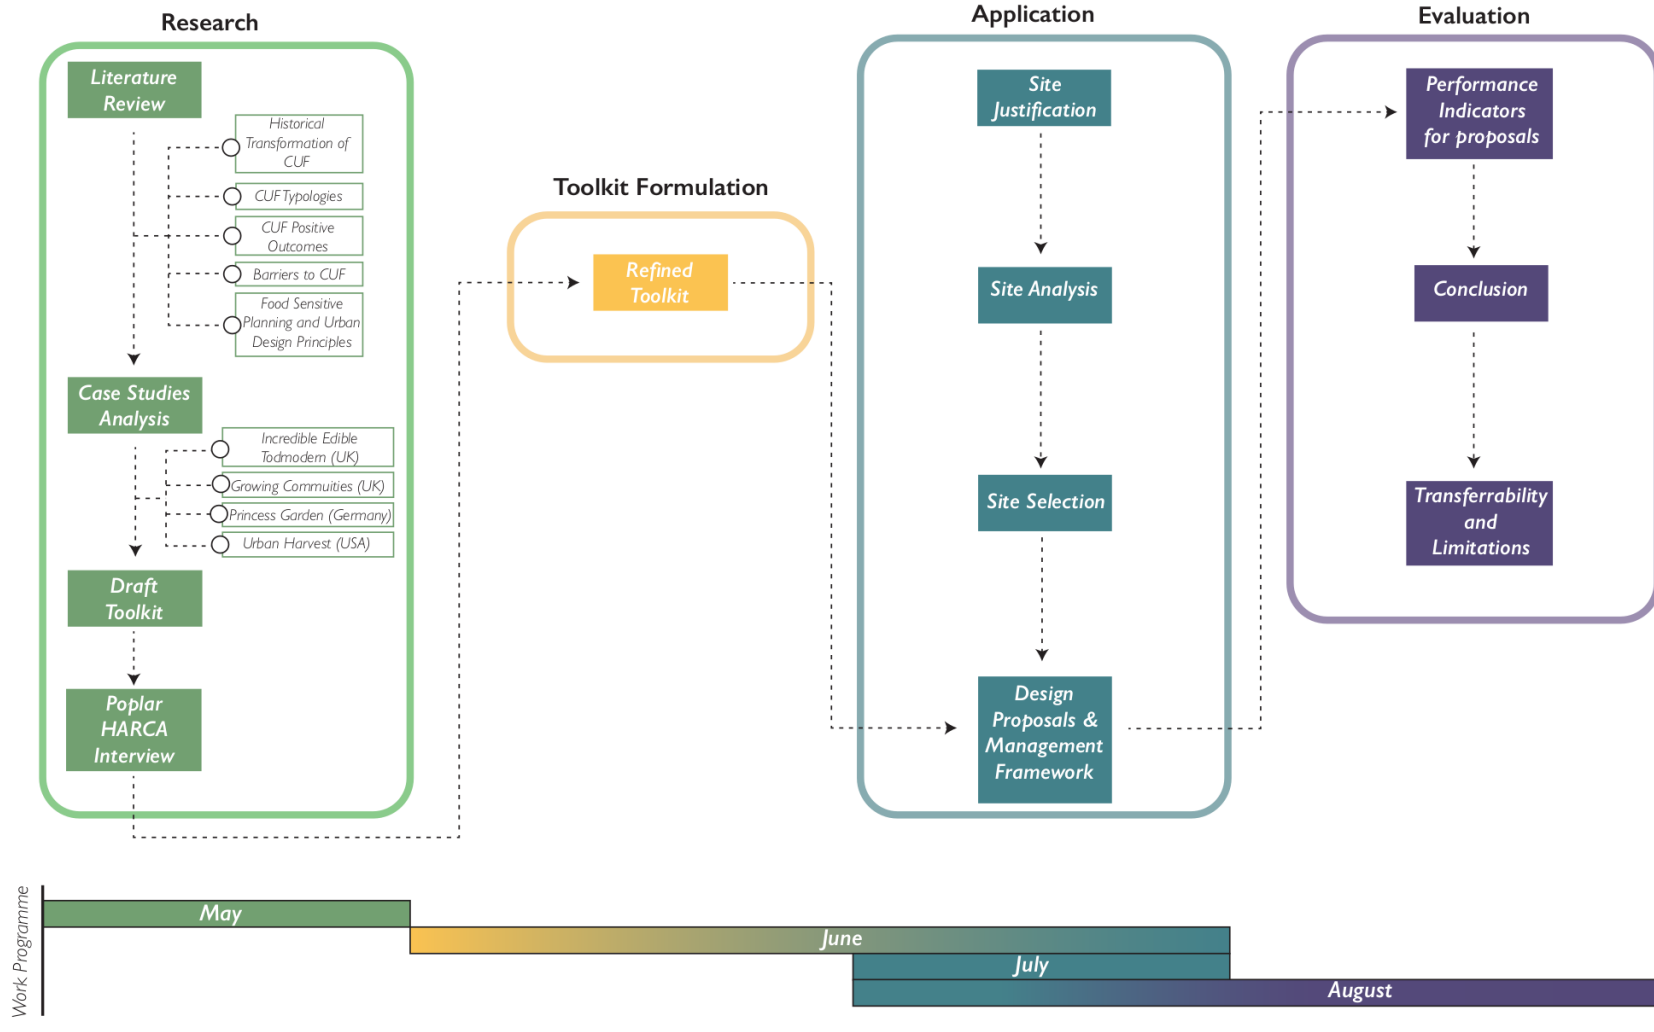 Research
Literature
Review
Historical
Transformation of
CUF
CUF Typologies
CUF Positive
Outcomes
Barriers to CUF
Food Sensitive
Planning and Urban
Design Principles
Case Studies
Analysis
Incredible Edible
Todmodern (UK)
Growing Commuities (UK)
Princess Garden (Germany)
Urban Harvest (USA)
Draft
Toolkit
Poplar
HARCA
Interview
Toolkit Formulation
Refined
Toolkit
Application
Site
Justification
Site Analysis
Site Selection
Design
Proposals &
Management
Framework
Evaluation
Performance
Indicators
for proposals
Conclusion
Transferrability
and
Limitations
Work Programme
May
June
July
August